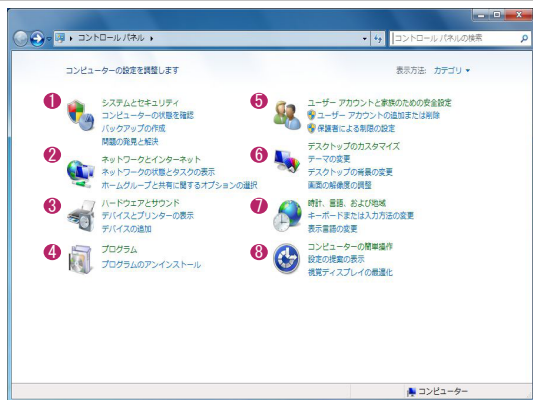 コントロール パネル
コントロール パネルの検索
コンピューターの設定を調整します
表示方法: カテゴリ
1
システムとセキュリティ
コンピューターの状態を確認
バックアップの作成
問題の発見と解決
2
ネットワークとインターネット
ネットワークの状態とタスクの表示
ホームグループと共有に関するオプションの選択
3
ハードウェアとサウンド
デバイスとプリンターの表示
デバイスの追加
4
プログラム
プログラムのアンインストール
5
ユーザー アカウントと家族のための安全設定
ユーザー アカウントの追加または削除
保護者による制限の設定
6
デスクトップのカスタマイズ
テーマの変更
デスクトップの背景の変更
画面の解像度の調整
7
時計、言語、および地域
キーボードまたは入力方法の変更
表示言語の変更
8
コンピューターの簡単操作
設定の提案の表示
視覚ディスプレイの最適化
コンピューター